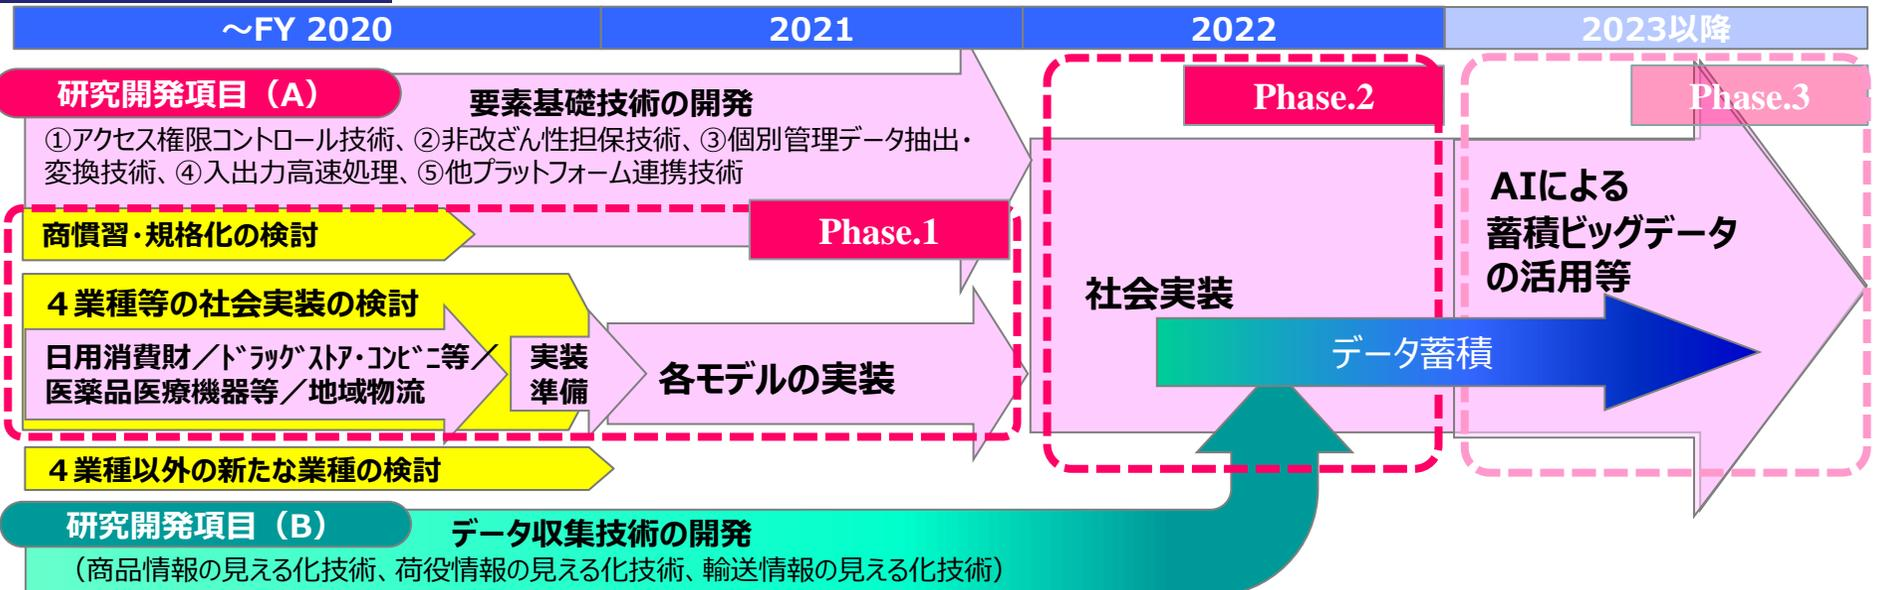 ～FY 2020
2021
2022
2023以降
研究開発項目（A）
要素基礎技術の開発
①アクセス権限コントロール技術、②非改ざん性担保技術、③個別管理データ抽出・
変換技術、④入出力高速処理、⑤他プラットフォーム連携技術
Phase.1
Phase.2
Phase.3
商慣習・規格化の検討
４業種等の社会実装の検討
日用消費財／ﾄﾞﾗｯｸﾞｽﾄｱ・ｺﾝﾋﾞﾆ等／
医薬品医療機器等／地域物流
実装
準備
各モデルの実装
社会実装
AIによる
蓄積ビッグデータ
の活用等
データ蓄積
４業種以外の新たな業種の検討
研究開発項目（B）
データ収集技術の開発
（商品情報の見える化技術、荷役情報の見える化技術、輸送情報の見える化技術）